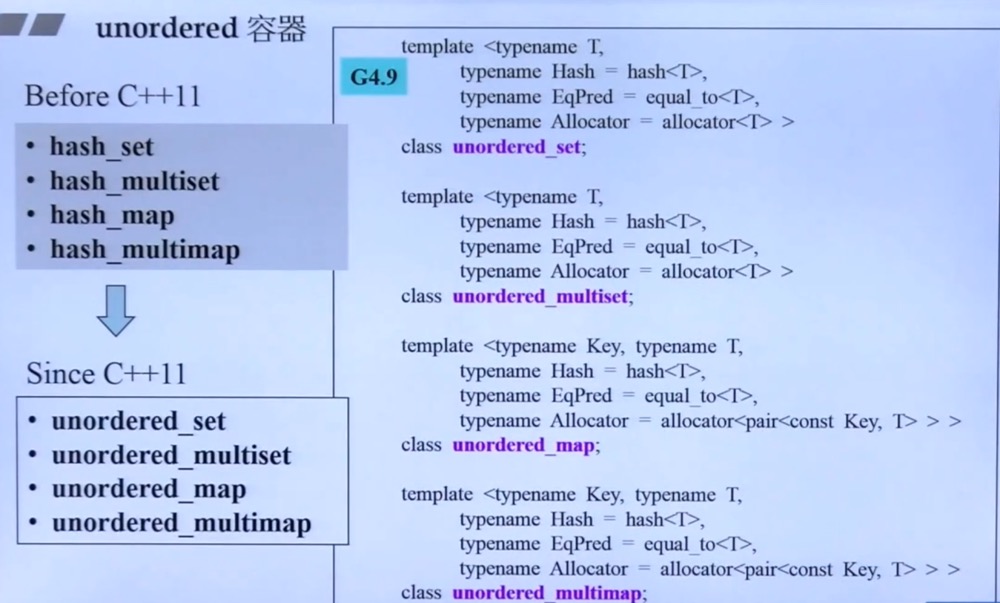 unordered 容器
Before C++11
• hash_set
• hash_multiset
• hash_map
• hash_multimap
Since C++11
• unordered_set
• unordered_multiset
• unordered_map
• unordered_multimap
G4.9
template <typename T,
typename Hash = hash<T>,
typename EqPred = equal_to<T>,
typename Allocator = allocator<T> >
class unordered_set;
template <typename T,
typename Hash = hash<T>,
typename EqPred = equal_to<T>,
typename Allocator = allocator<T> >
class unordered_multiset;
template <typename Key, typename T,
typename Hash = hash<T>,
typename EqPred = equal_to<T>,
typename Allocator = allocator<pair<const Key, T> > >
class unordered_map;
template <typename Key, typename T,
typename Hash = hash<T>,
typename EqPred = equal_to<T>,
typename Allocator = allocator<pair<const Key, T> > >
class unordered_multimap;